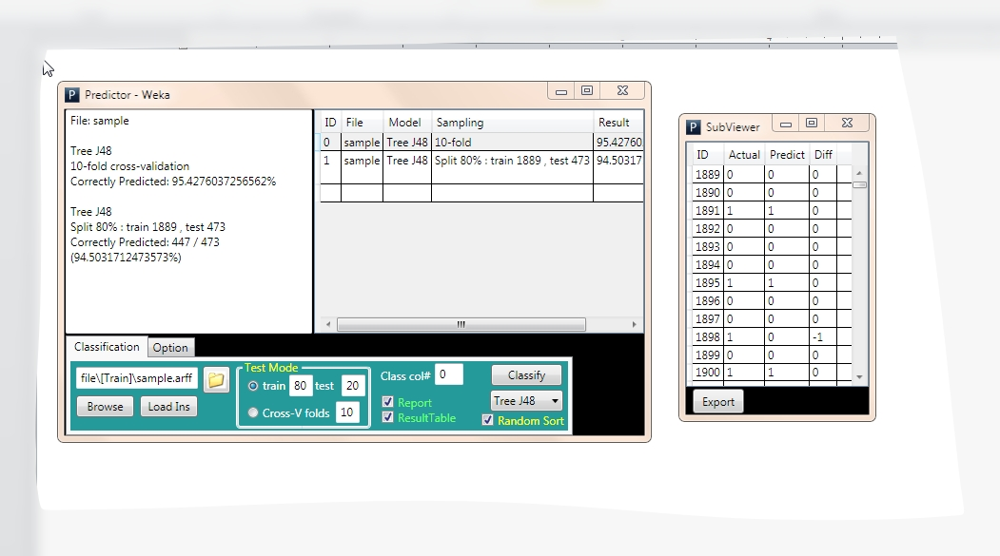 Predictor - Weka
File: sample
Tree J48
10-fold cross-validation
Correctly Predicted: 95.4276037256562%
Tree J48
Split 80% : train 1889 , test 473
Correctly Predicted: 447 / 473
(94.5031712473573%)
ID File Model Sampling Result
0 sample Tree J48 10-fold 95.42760
1 sample Tree J48 Split 80% : train 1889 , test 473 94.50317
Classification Option
file\[Train]\sample.arff
Browse Load Ins
Test Mode
train 80 test 20
Cross-V folds 10
Class col# 0
Report
ResultTable
Classify
Tree J48
Random Sort
SubViewer
ID Actual Predict Diff
1889 0 0 0
1890 0 0 0
1891 1 1 0
1892 0 0 0
1893 0 0 0
1894 0 0 0
1895 1 1 0
1896 0 0 0
1897 0 0 0
1898 1 0 -1
1899 0 0 0
1900 1 1 0
Export